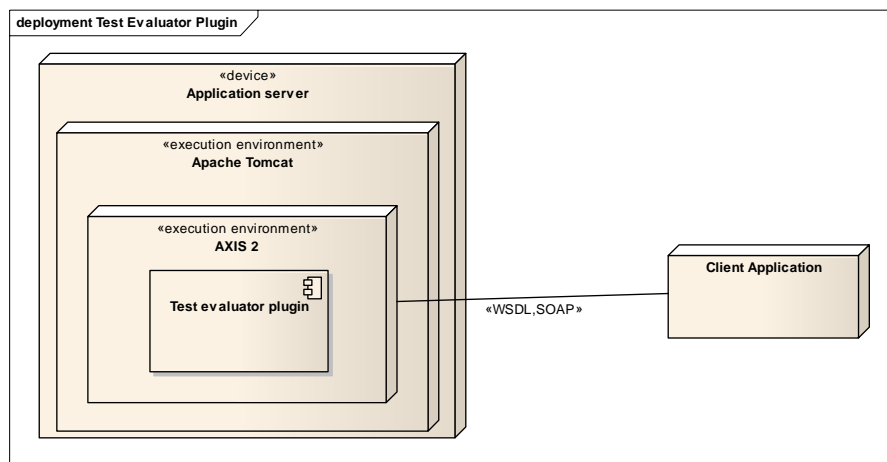 deployment Test Evaluator Plugin
«device»
Application server
«execution environment»
Apache Tomcat
«execution environment»
AXIS 2
Test evaluator plugin
Client Application
«WSDL,SOAP»